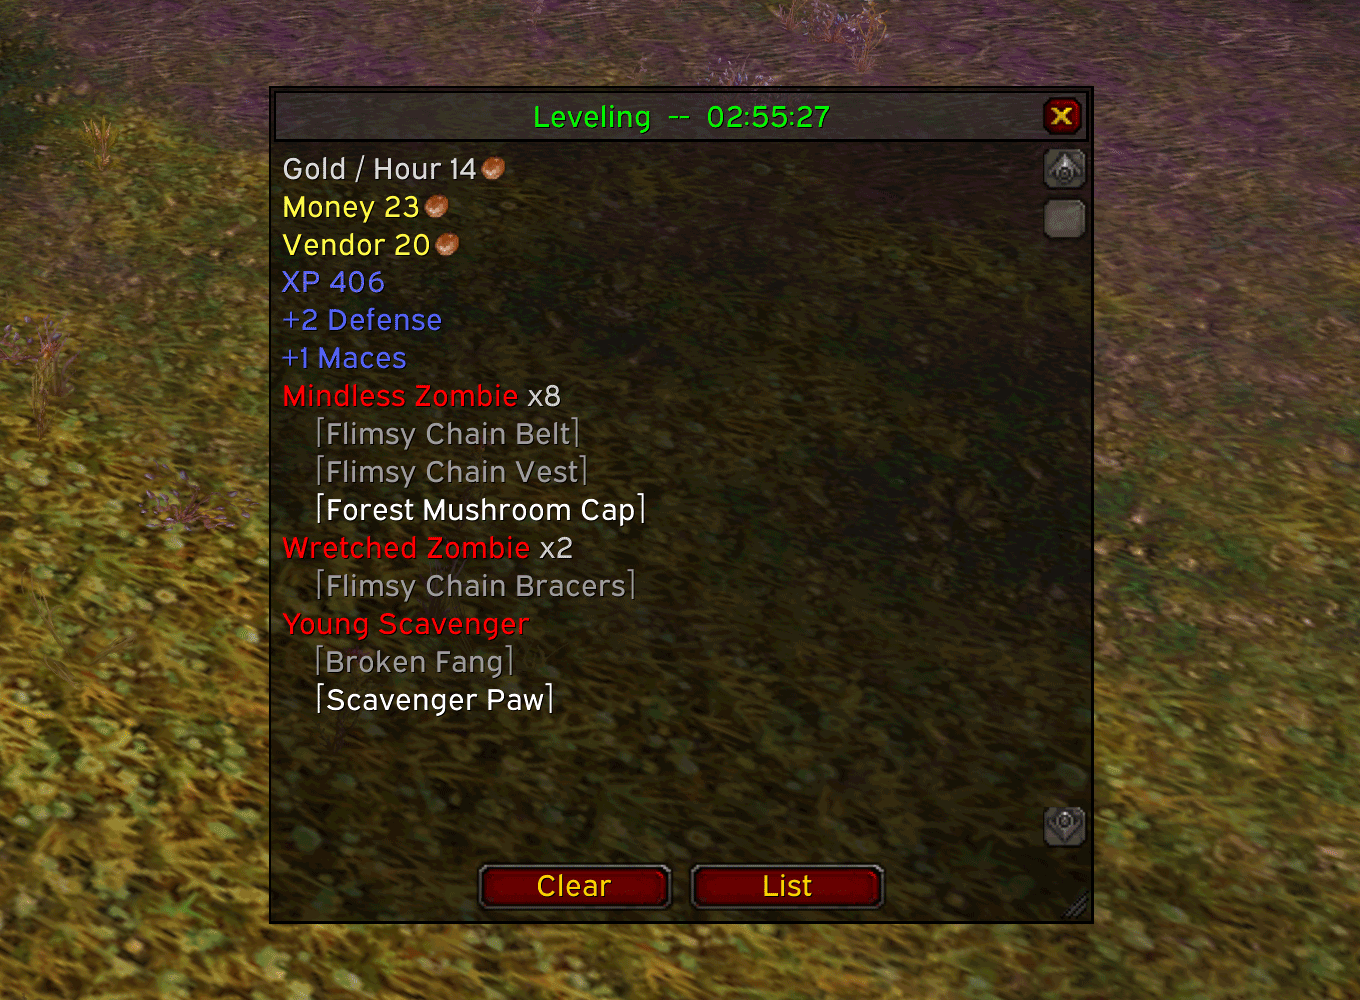 Leveling -- 02:55:27
Gold / Hour 14
Money 23
Vendor 20
XP 406
+2 Defense
+1 Maces
Mindless Zombie x8
[Flimsy Chain Belt]
[Flimsy Chain Vest]
[Forest Mushroom Cap]
Wretched Zombie x2
[Flimsy Chain Bracers]
Young Scavenger
[Broken Fang]
[Scavenger Paw]
Clear List